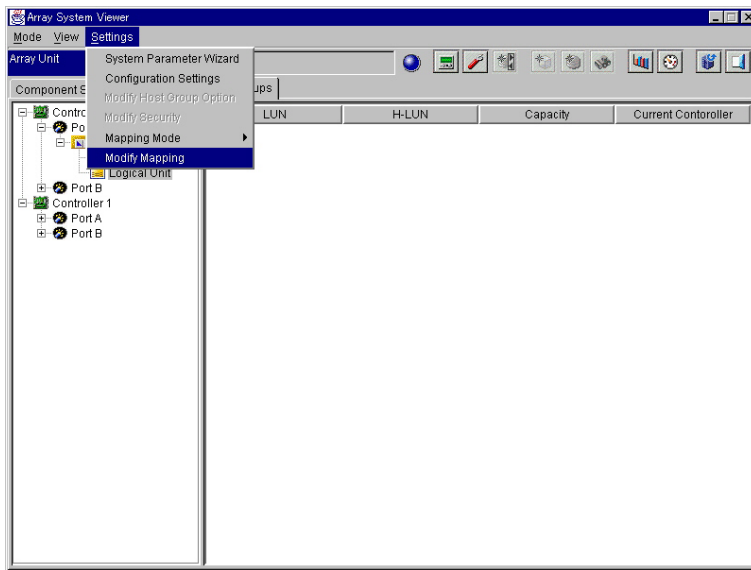 Array System Viewer
Mode View Settings
Array Unit
System Parameter Wizard
Configuration Settings
Modify Host Group Option
Modify Security
Mapping Mode
Modify Mapping
Component S
ups
LUN H-LUN Capacity Current Contoroller
Contrc
Po
Logical Unit
Port B
Controller 1
Port A
Port B